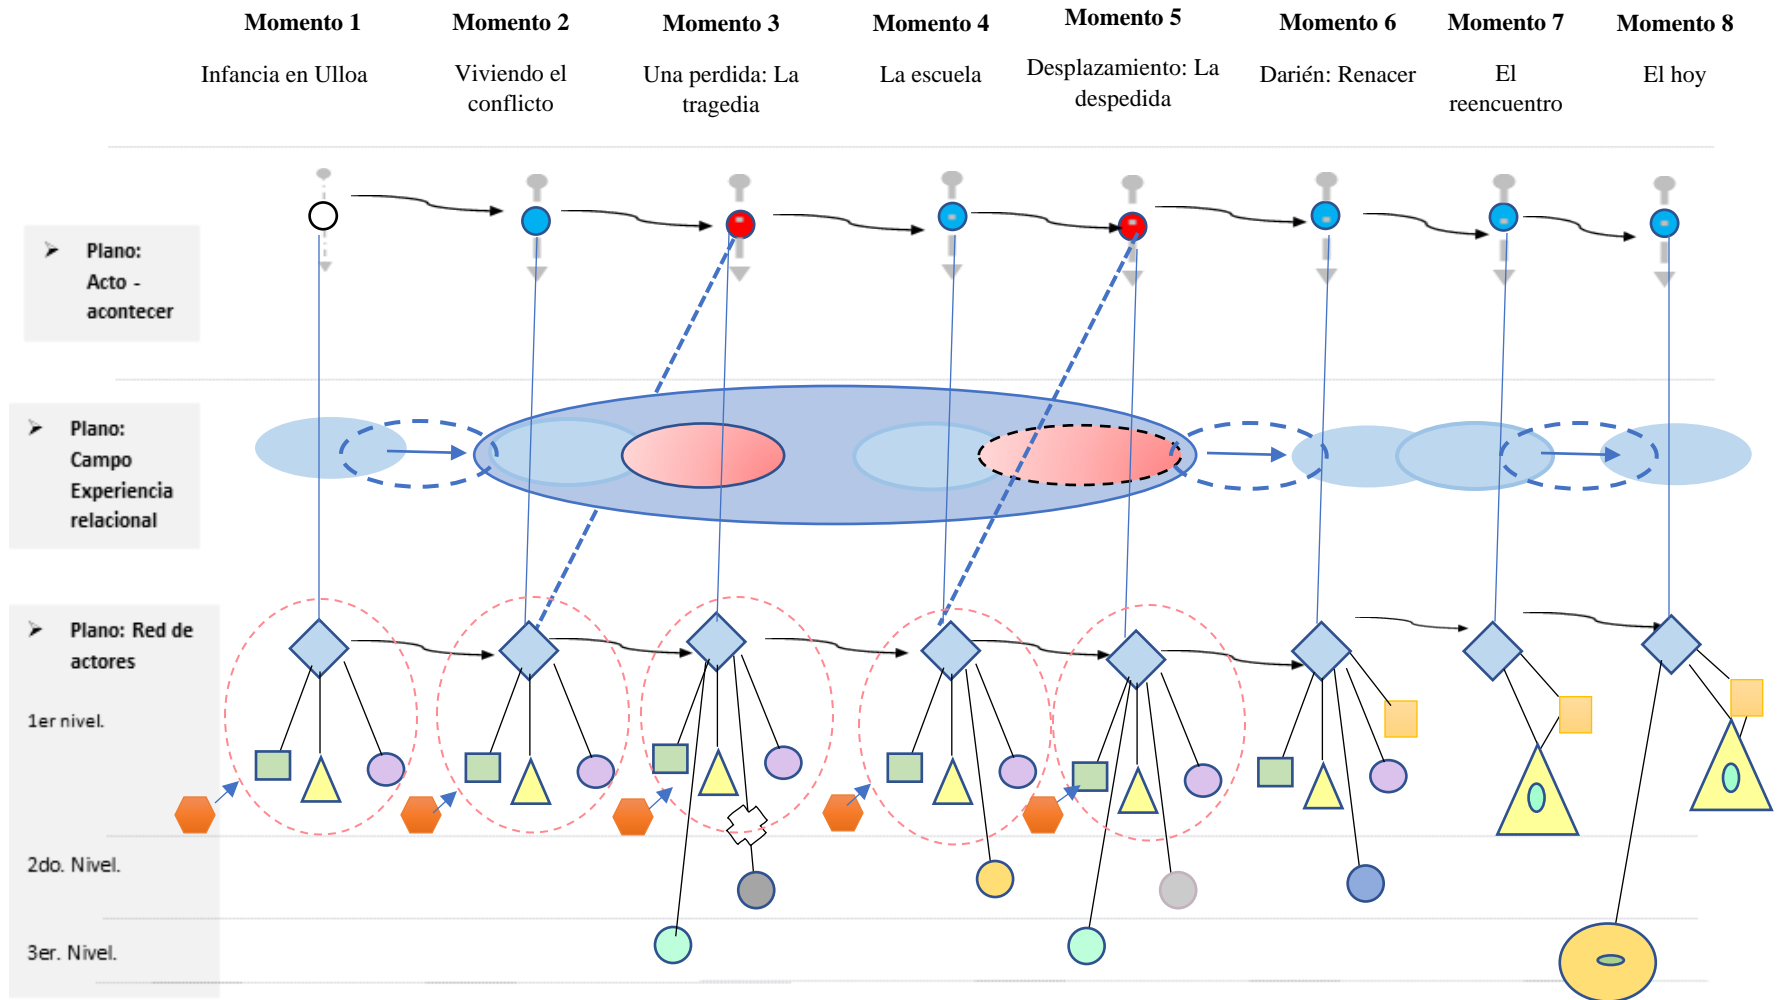 Momento 1
Infancia en Ulloa
Momento 2
Viviendo el
conflicto
Momento 3
Una perdida: La
tragedia
Momento 4
La escuela
Momento 5
Desplazamiento: La
despedida
Momento 6
Darién: Renacer
Momento 7
El
reencuentro
Momento 8
El hoy
➢ Plano:
Acto -
acontecer
➢ Plano:
Campo
Experiencia
relacional
➢ Plano: Red de
actores
1er nivel.
2do. Nivel.
3er. Nivel.